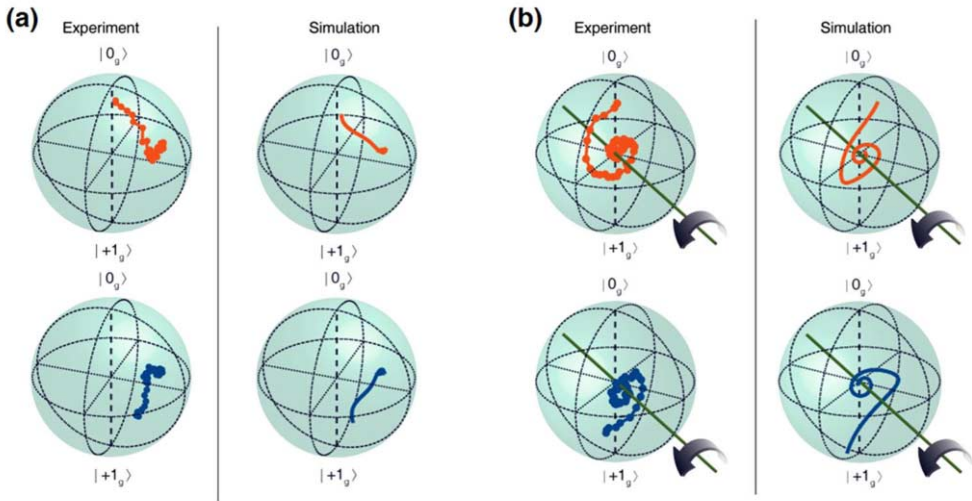 (a)
Experiment
Simulation
|0g⟩
|0g⟩
|+1g⟩
|+1g⟩
|0g⟩
|0g⟩
|+1g⟩
|+1g⟩
(b)
Experiment
Simulation
|0g⟩
|0g⟩
|+1g⟩
|+1g⟩
|0g⟩
|0g⟩
|+1g⟩
|+1g⟩